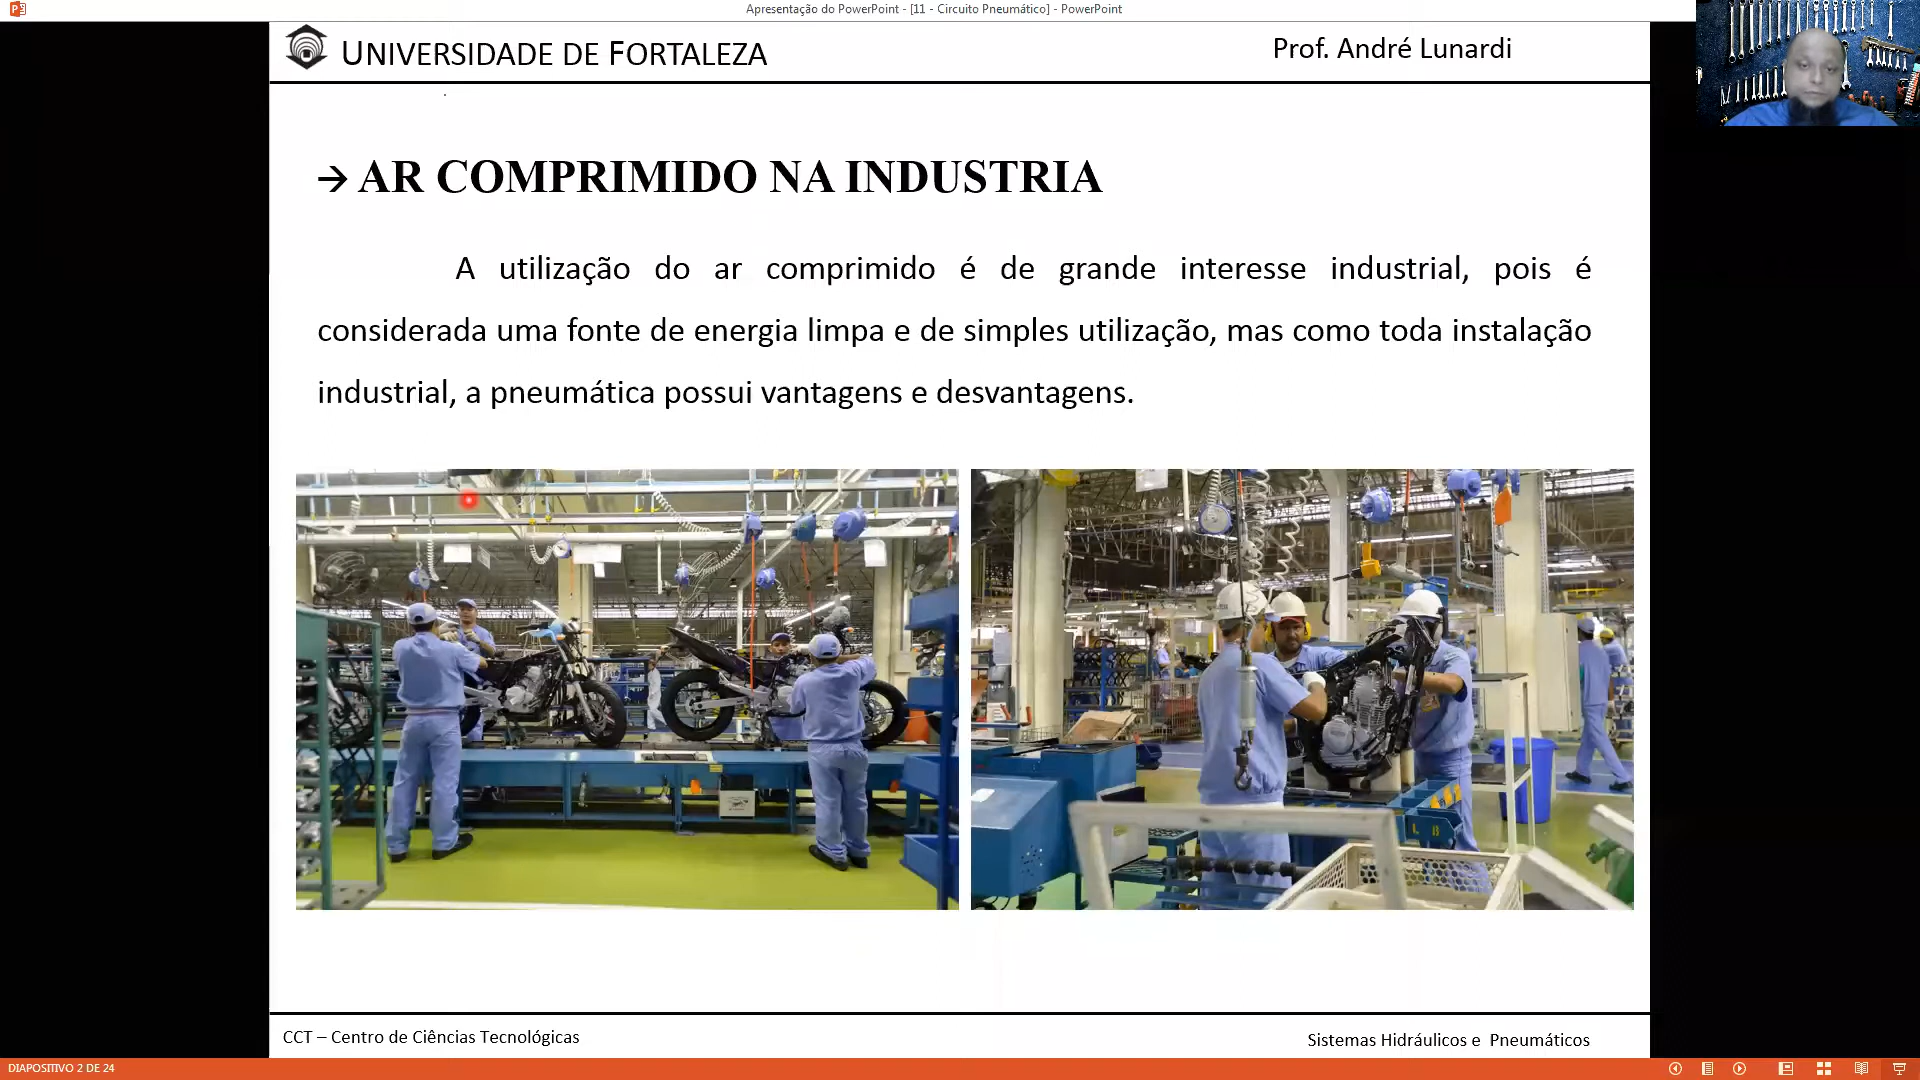 Apresentação do PowerPoint - [11 - Circuito Pneumático] - PowerPoint
UNIVERSIDADE DE FORTALEZA
Prof. André Lunardi
→ AR COMPRIMIDO NA INDUSTRIA
A utilização do ar comprimido é de grande interesse industrial, pois é
considerada uma fonte de energia limpa e de simples utilização, mas como toda instalação
industrial, a pneumática possui vantagens e desvantagens.
CCT – Centro de Ciências Tecnológicas
Sistemas Hidráulicos e Pneumáticos
DIAPOSITIVO 2 DE 24